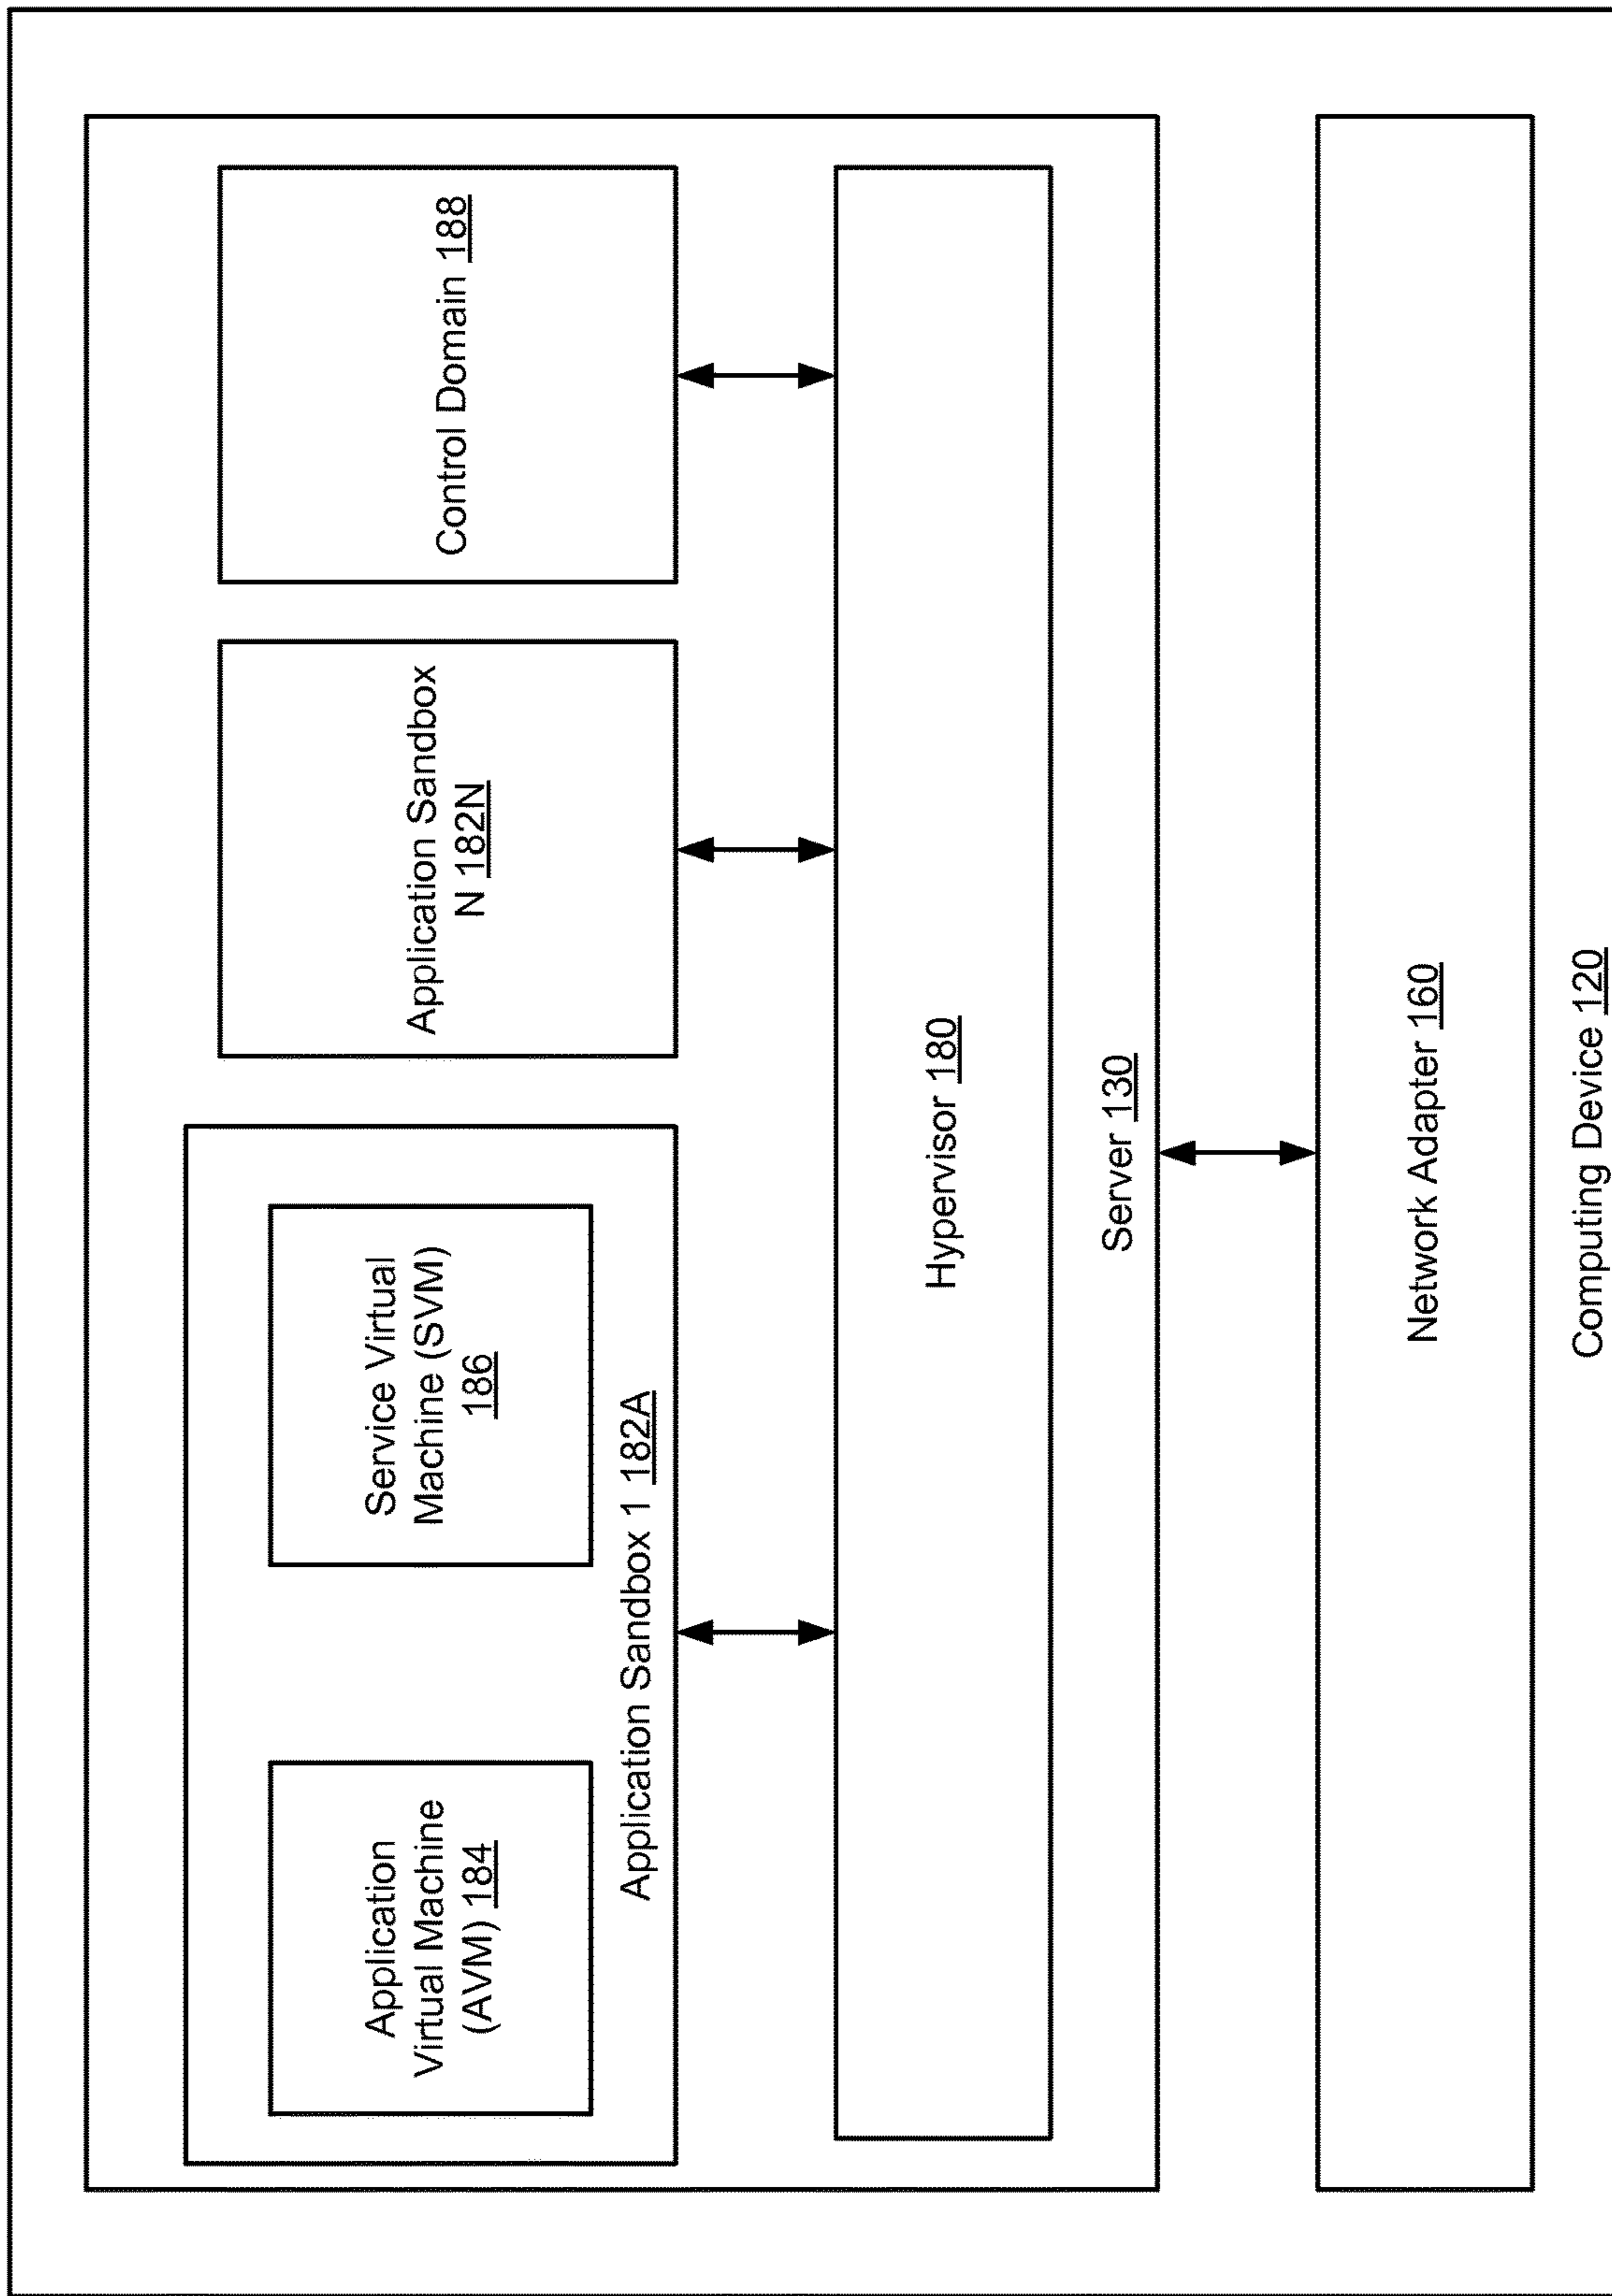 Application
Virtual Machine
(AVM) 184
Service Virtual
Machine (SVM)
186
Application Sandbox 1 182A
Application Sandbox
N 182N
Control Domain 188
Hypervisor 180
Server 130
Network Adapter 160
Computing Device 120